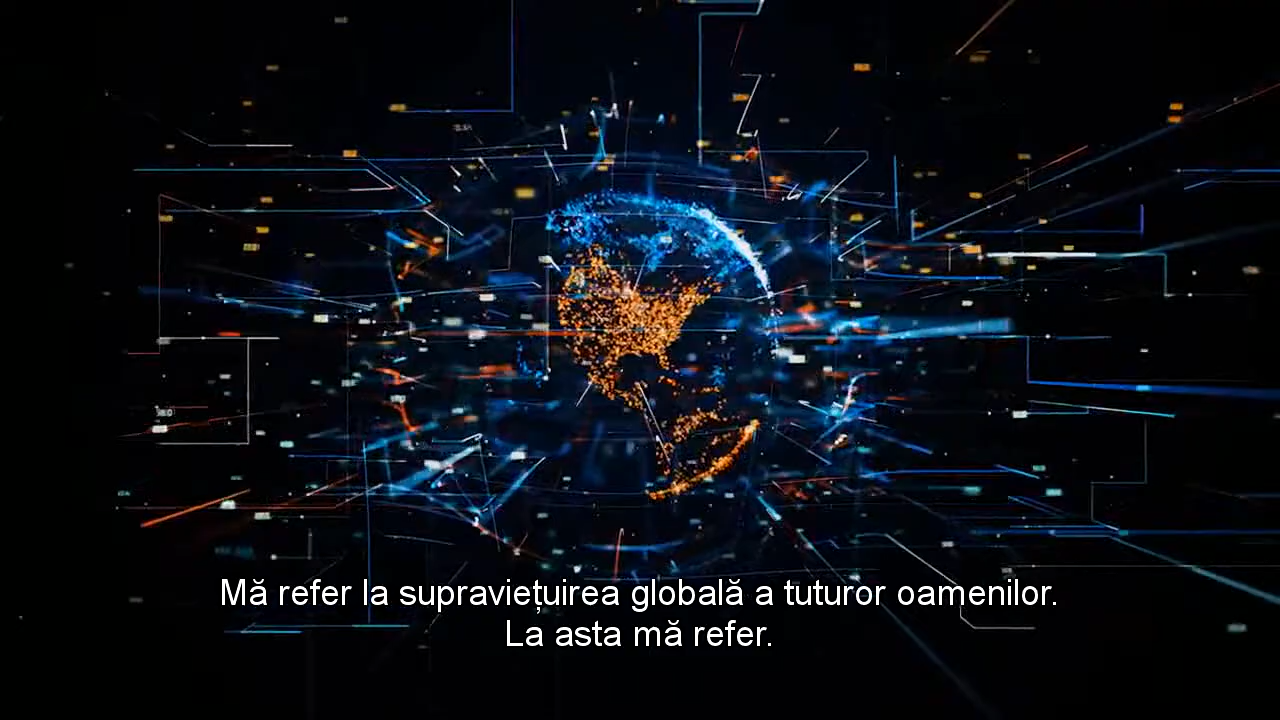 Mă refer la supraviețuirea globală a tuturor oamenilor.
La asta mă refer.